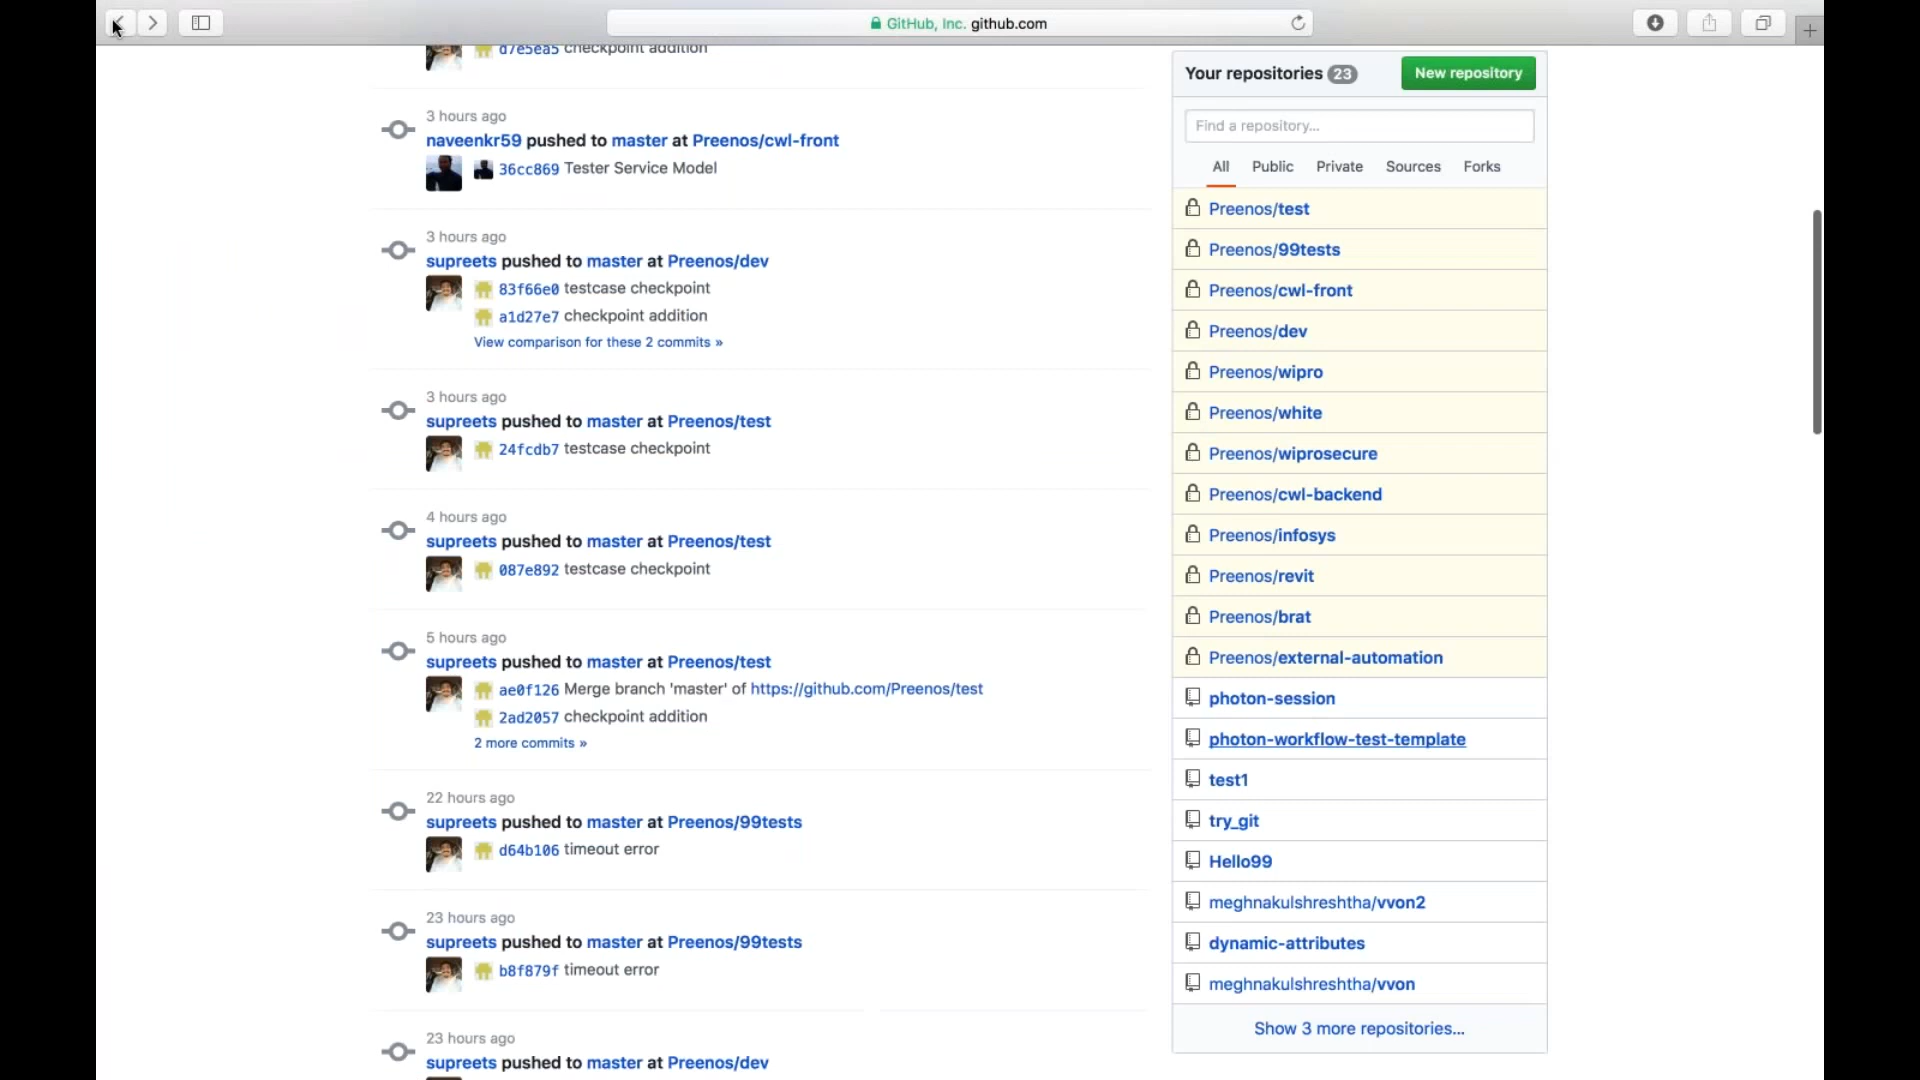 GitHub, Inc. github.com
d7e5ea5 checkpoint addition
3 hours ago
naveenkr59 pushed to master at Preenos/cwl-front
36cc869 Tester Service Model
3 hours ago
supreets pushed to master at Preenos/dev
83f66e0 testcase checkpoint
a1d27e7 checkpoint addition
View comparison for these 2 commits »
3 hours ago
supreets pushed to master at Preenos/test
24fcdb7 testcase checkpoint
4 hours ago
supreets pushed to master at Preenos/test
087e892 testcase checkpoint
5 hours ago
supreets pushed to master at Preenos/test
ae0f126 Merge branch 'master' of https://github.com/Preenos/test
2ad2057 checkpoint addition
2 more commits »
22 hours ago
supreets pushed to master at Preenos/99tests
d64b106 timeout error
23 hours ago
supreets pushed to master at Preenos/99tests
b8f879f timeout error
23 hours ago
supreets pushed to master at Preenos/dev
Your repositories 23
New repository
Find a repository...
All Public Private Sources Forks
Preenos/test
Preenos/99tests
Preenos/cwl-front
Preenos/dev
Preenos/wipro
Preenos/white
Preenos/wiprosecure
Preenos/cwl-backend
Preenos/infosys
Preenos/revit
Preenos/brat
Preenos/external-automation
photon-session
photon-workflow-test-template
test1
try_git
Hello99
meghnakulshreshtha/vvon2
dynamic-attributes
meghnakulshreshtha/vvon
Show 3 more repositories...